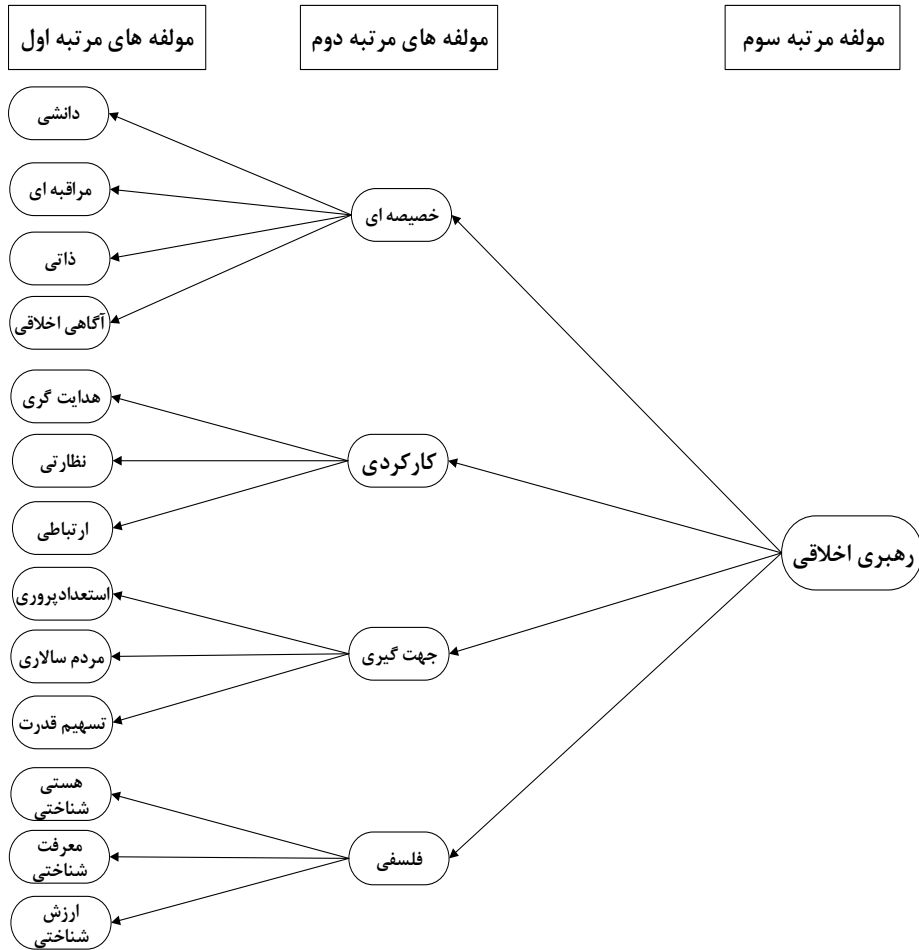 مولفه مرتبه سوم
مولفه های مرتبه دوم
مولفه های مرتبه اول
رهبری اخلاقی
خصیصه ای
دانشی
مراقبه ای
ذاتی
آگاهی اخلاقی
کارکردی
هدایت گری
نظارتی
ارتباطی
جهت گیری
استعدادپروری
مردم سالاری
تسهیم قدرت
فلسفی
هستی
شناختی
معرفت
شناختی
ارزش
شناختی